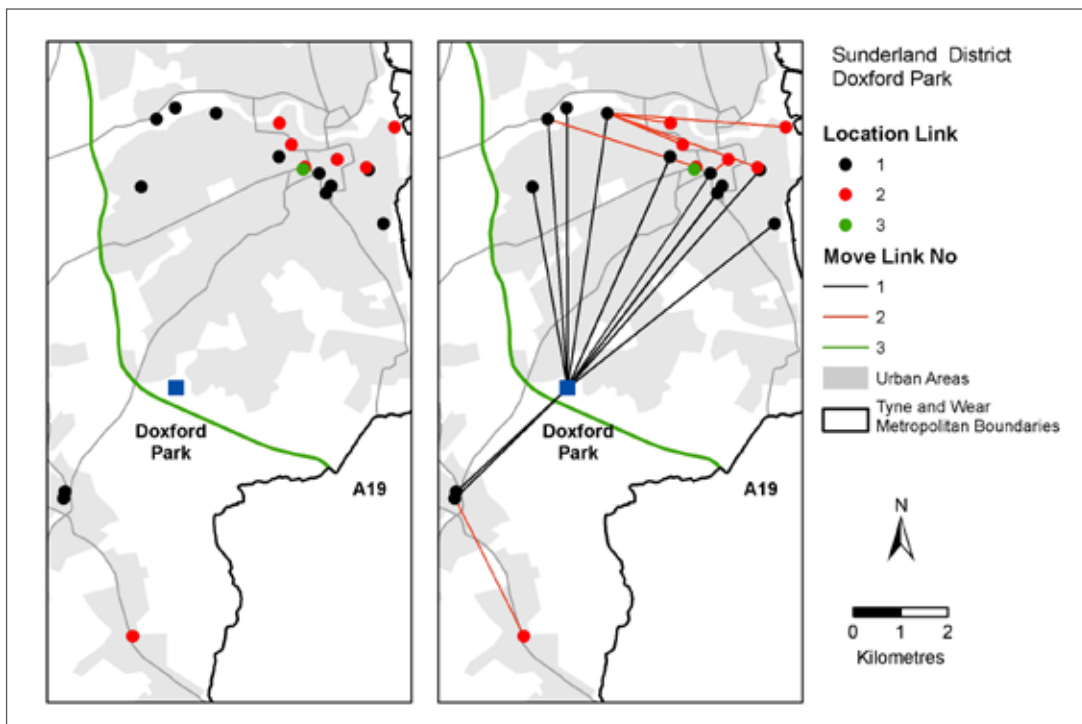 Doxford
Park
A19
Doxford
Park
A19
Sunderland District
Doxford Park
Location Link
1
2
3
Move Link No
1
2
3
Urban Areas
Tyne and Wear
Metropolitan Boundaries
N
0 1 2
Kilometres